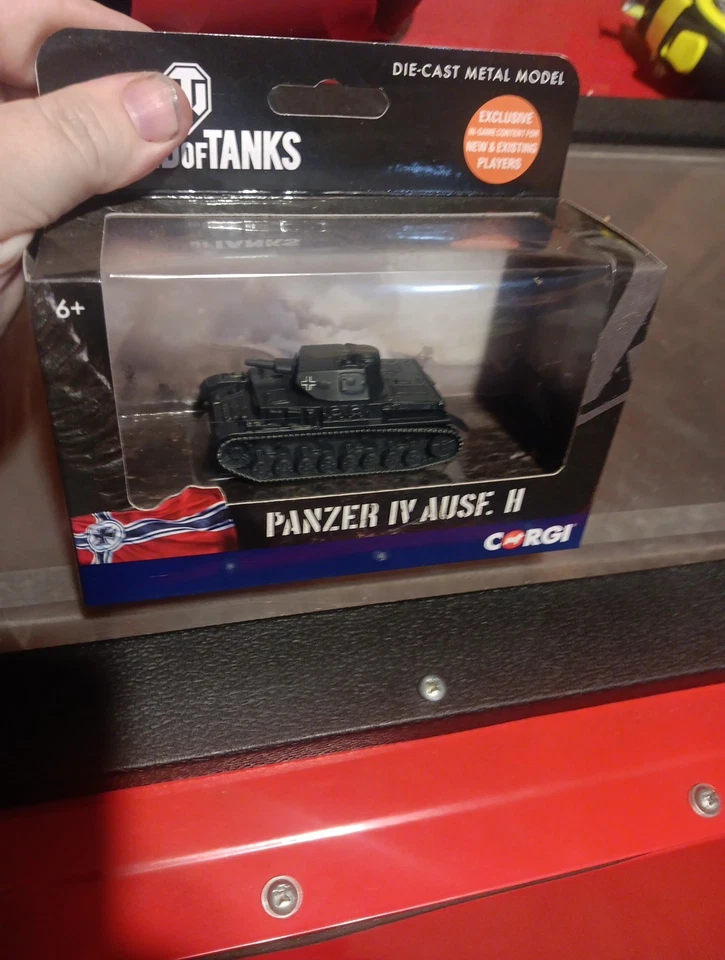 DIE-CAST METAL MODEL
OF TANKS
EXCLUSIVE
IN-GAME CONTENT FOR
NEW & EXISTING
PLAYERS
6+
PANZER IV AUSF. H
CORGI